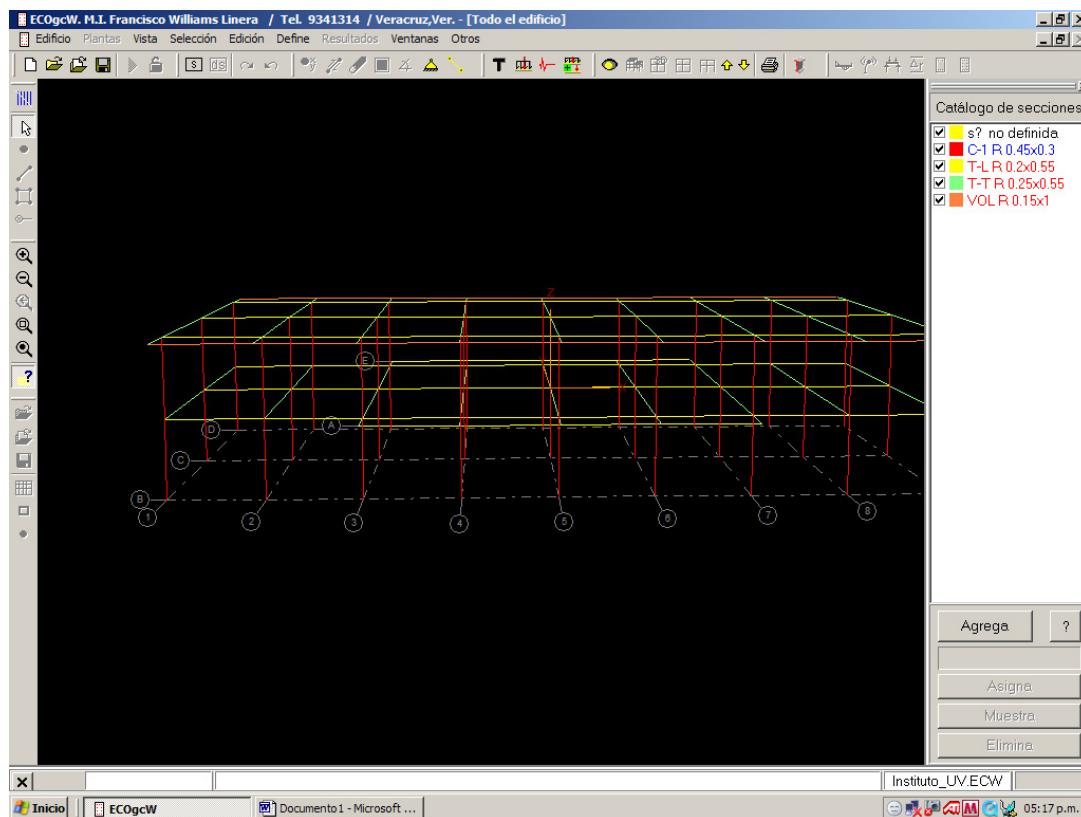 ECOgcW. M.I. Francisco Williams Linera / Tel. 9341314 / Veracruz,Ver. - [Todo el edificio]
Edificio Plantas Vista Selección Edición Define Resultados Ventanas Otros
Catálogo de secciones
s? no definida
C-1 R 0.45x0.3
T-L R 0.2x0.55
T-T R 0.25x0.55
VOL R 0.15x1
Z
E
D
A
C
B
1 2 3 4 5 6 7 8
Agrega ?
Asigna
Muestra
Elimina
Instituto_UV.ECW
Inicio ECOgcW Documento1 - Microsoft ... 05:17 p.m.